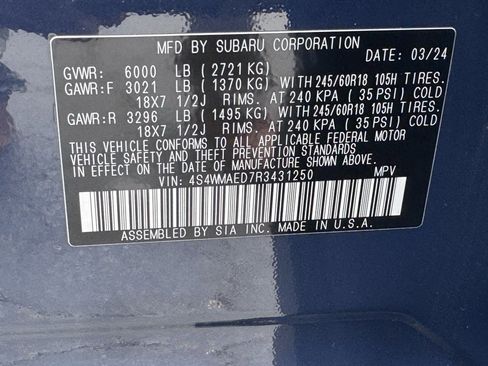 MFD BY SUBARU CORPORATION DATE: 03/24
GVWR: 6000 LB (2721 KG)
GAWR:F 3021 LB (1370 KG) WITH 245/60R18 105H TIRES,
18X7 1/2J RIMS. AT 240 KPA (35 PSI) COLD
GAWR:R 3296 LB (1495 KG) WITH 245/60R18 105H TIRES.
18X7 1/2J RIMS. AT 240 KPA (35 PSI) COLD
THIS VEHICLE CONFORMS TO ALL APPLICABLE FEDERAL MOTOR
VEHICLE SAFETY AND THEFT PREVENTION STANDARDS IN EFFECT
ON THE DATE OF MANUFACTURE SHOWN ABOVE.
VIN: 4S4WMAED7R3431250 MPV
ASSEMBLED BY SIA INC. MADE IN U.S.A.